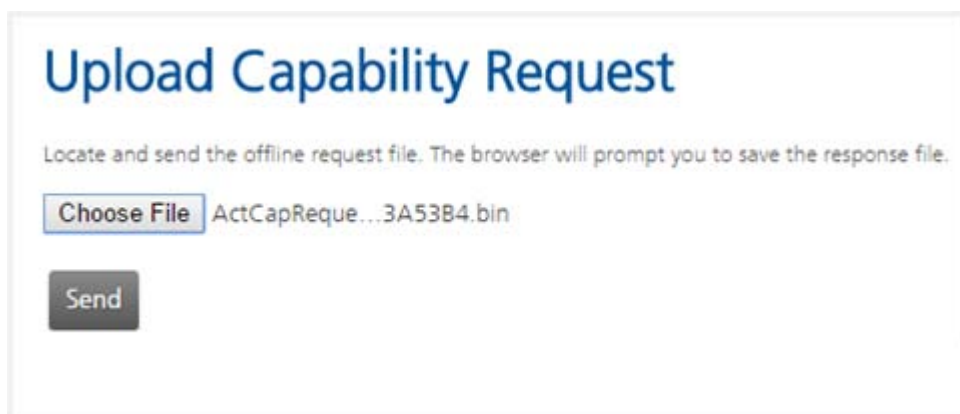 Upload Capability Request
Locate and send the offline request file. The browser will prompt you to save the response file.
Choose File ActCapReque...3A53B4.bin
Send